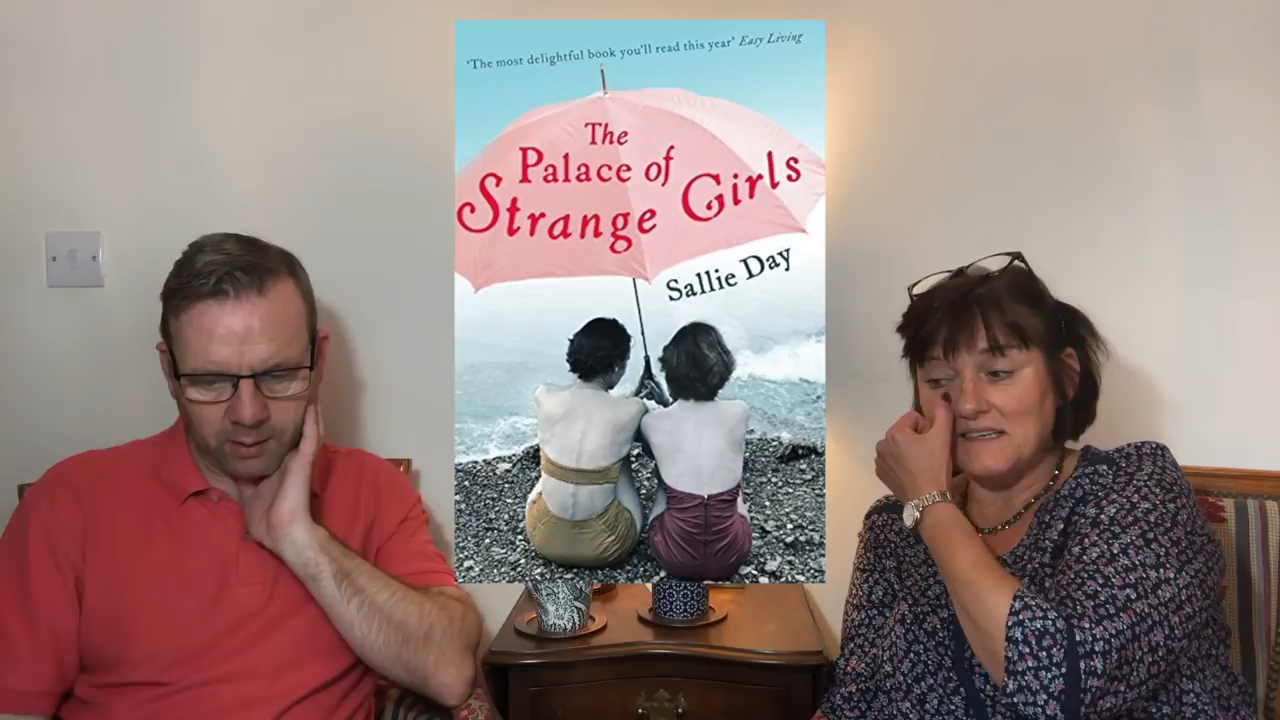 ‘The most delightful book you'll read this year’ Easy Living
The
Palace of
Strange Girls
Sallie Day